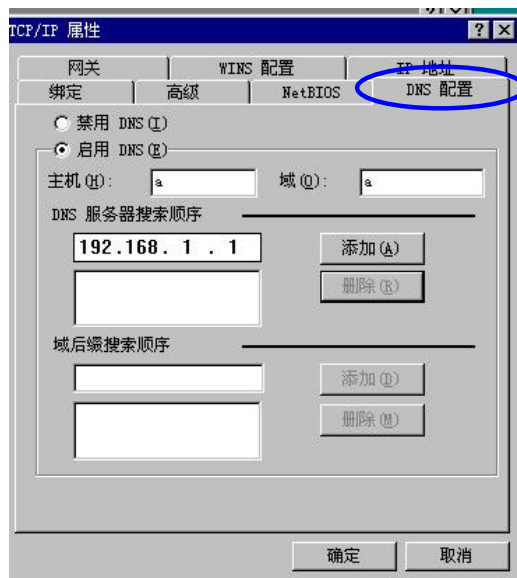 TCP/IP 属性
网关 WINS 配置 IP 地址
绑定 高级 NetBIOS DNS 配置
禁用 DNS(I)
启用 DNS(E)
主机(H): a 域(O): a
DNS 服务器搜索顺序
192.168. 1 . 1 添加(A)
删除(R)
域后缀搜索顺序
添加(D)
删除(M)
确定 取消